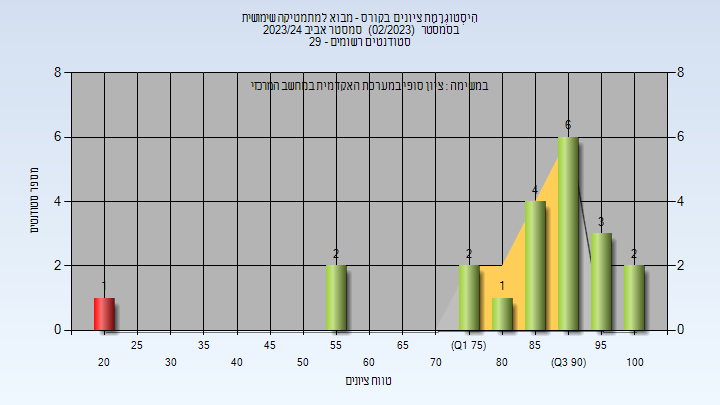 היסטוגרמת ציונים בקורס - מבוא למתמטיקה שימושית
בסמסטר (02/2023) סמסטר אביב 2023/24
סטודנטים רשומים - 29
במשימה : ציון סופי במערכת האקדמית במחשב המרכזי
8 8
6 6
4 4
2 2
0 0
מספר סטודנטים
1 2 2 1 4 6 3 2
25 35 45 55 65 (Q1 75) 85 95
20 30 40 50 60 70 80 (Q3 90) 100
טווח ציונים